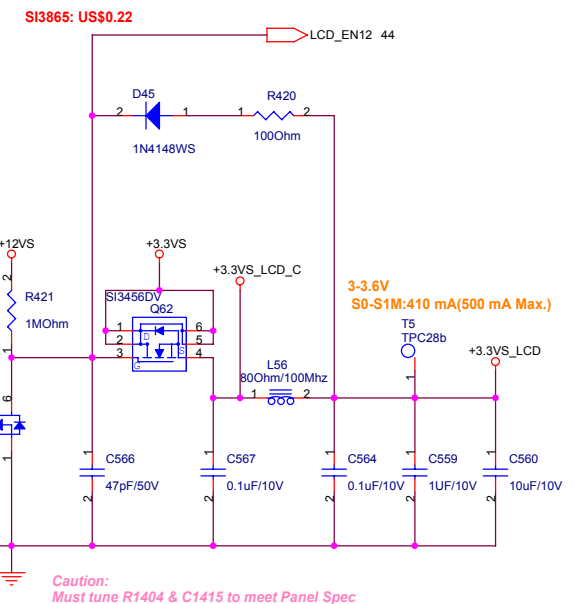 SI3865: US$0.22
LCD_EN12 44
D45
R420
2
1
1
2
1N4148WS
100Ohm
+12VS
+3.3VS
+3.3VS_LCD_C
3-3.6V
S0-S1M:410 mA(500 mA Max.)
2
R421
SI3456DV
Q62
T5
TPC28b
+3.3VS_LCD
1MOhm
1
1
6
2
D
S
5
3
G
4
L56
80Ohm/100Mhz
1
2
1
6
1
C566
47pF/50V
2
1
C567
0.1uF/10V
2
1
C564
0.1uF/10V
2
1
C559
1UF/10V
2
1
C560
10uF/10V
2
1
Caution:
Must tune R1404 & C1415 to meet Panel Spec